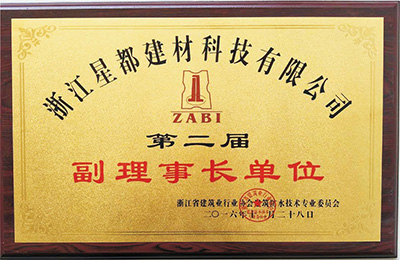 浙江星都建材科技有限公司
ZABI
第二届
副理事长单位
浙江省建筑业行业协会建筑防水技术专业委员会
二〇一六年十二月二十八日